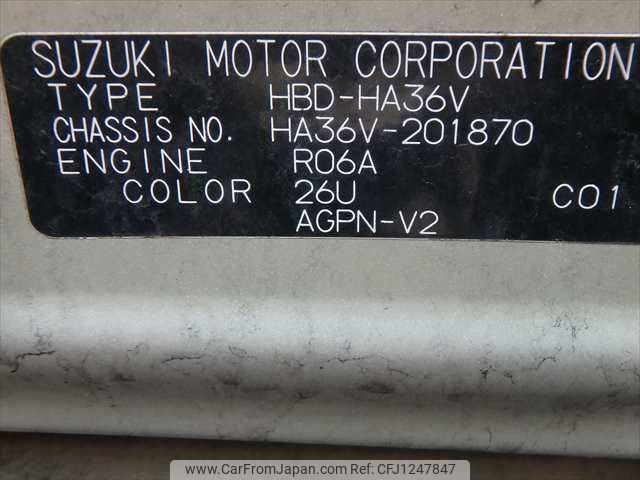 SUZUKI MOTOR CORPORATION
TYPE HBD-HA36V
CHASSIS NO. HA36V-201870
ENGINE R06A
COLOR 26U C01.
AGPN-V2
www.CarFromJapan.com | CFJ1247847